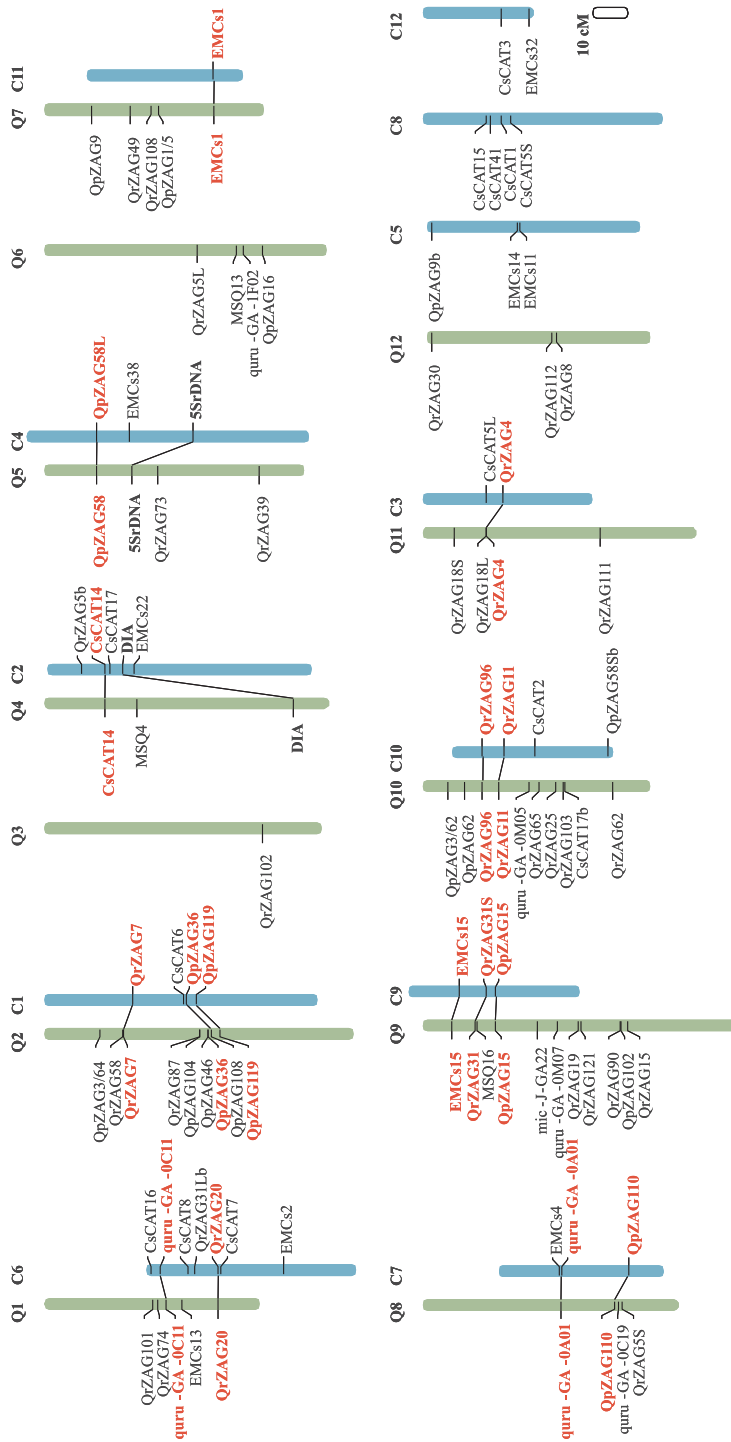 Q1
C6
QrZAG101
QrZAG74
quru -GA -0C11
EMCs13
QrZAG20
CsCAT16
quru -GA -0C11
CsCAT8
QrZAG31Lb
QrZAG20
CsCAT7
EMCs2
Q2
C1
QpZAG3/64
QrZAG58
QrZAG7
QrZAG87
QpZAG104
QpZAG46
QpZAG36
QpZAG108
QpZAG119
QrZAG7
CsCAT6
QpZAG36
QpZAG119
Q3
QrZAG102
Q4
C2
CsCAT14
MSQ4
DIA
QrZAG5b
CsCAT14
CsCAT17
DIA
EMCs22
Q5
C4
QpZAG58
5SrDNA
QrZAG73
QrZAG39
QpZAG58L
EMCs38
5SrDNA
Q6
QrZAG5L
MSQ13
quru -GA -1F02
QpZAG16
Q7
C11
QpZAG9
QrZAG49
QrZAG108
QpZAG1/5
EMCs1
EMCs1
Q8
C7
quru -GA -0A01
QpZAG110
quru -GA -0C19
QrZAG5S
EMCs4
quru -GA -0A01
QpZAG110
Q9
C9
EMCs15
QrZAG31
MSQ16
QpZAG15
mic -J-GA22
quru -GA -0M07
QrZAG19
QrZAG121
QrZAG90
QpZAG102
QrZAG15
EMCs15
QrZAG31S
QpZAG15
Q10
C10
QpZAG3/62
QpZAG62
QrZAG96
QrZAG11
quru -GA -0M05
QrZAG65
QrZAG25
QrZAG103
CsCAT17b
QrZAG62
QrZAG96
QrZAG11
CsCAT2
QpZAG58Sb
Q11
C3
QrZAG18S
QrZAG18L
QrZAG4
QrZAG111
CsCAT5L
QrZAG4
Q12
QrZAG30
QrZAG112
QrZAG8
C5
QpZAG9b
EMCs14
EMCs11
C8
CsCAT15
CsCAT41
CsCAT1
CsCAT5S
C12
CsCAT3
EMCs32
10 cM